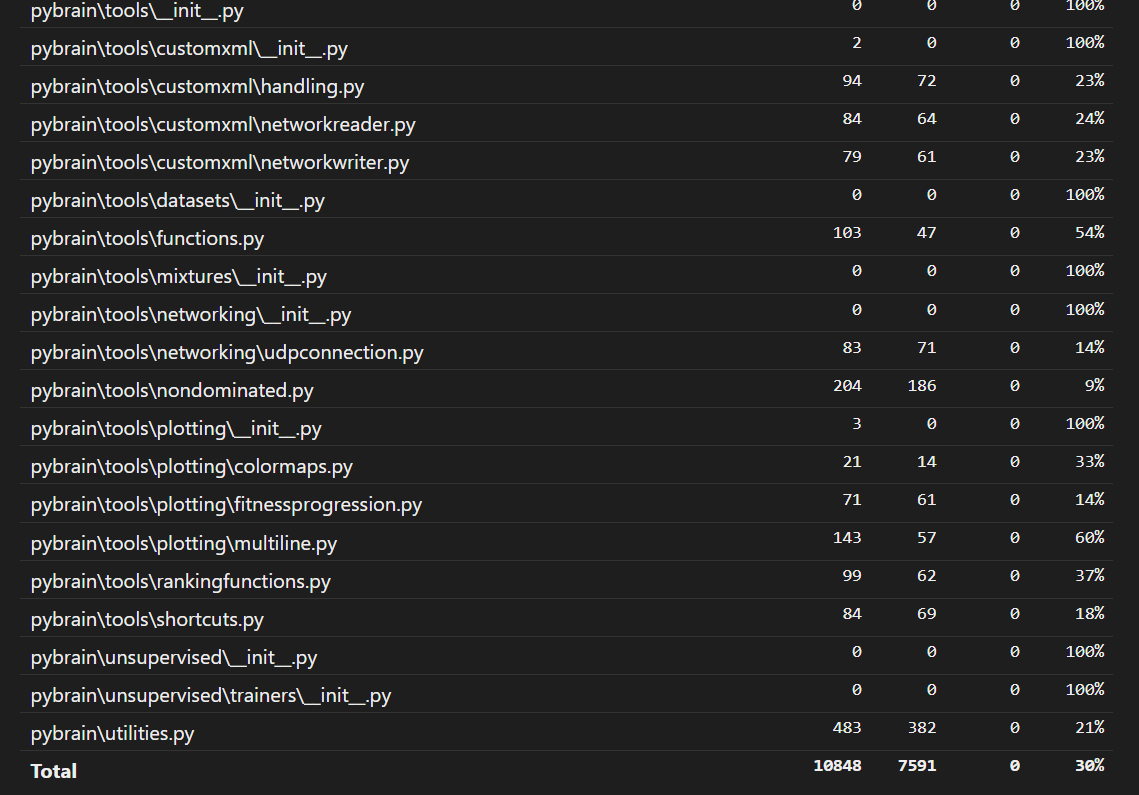 pybrain\tools\__init__.py 0 0 0 100%
pybrain\tools\customxml\__init__.py 2 0 0 100%
pybrain\tools\customxml\handling.py 94 72 0 23%
pybrain\tools\customxml\networkreader.py 84 64 0 24%
pybrain\tools\customxml\networkwriter.py 79 61 0 23%
pybrain\tools\datasets\__init__.py 0 0 0 100%
pybrain\tools\functions.py 103 47 0 54%
pybrain\tools\mixtures\__init__.py 0 0 0 100%
pybrain\tools\networking\__init__.py 0 0 0 100%
pybrain\tools\networking\udpconnection.py 83 71 0 14%
pybrain\tools\nondominated.py 204 186 0 9%
pybrain\tools\plotting\__init__.py 3 0 0 100%
pybrain\tools\plotting\colormaps.py 21 14 0 33%
pybrain\tools\plotting\fitnessprogression.py 71 61 0 14%
pybrain\tools\plotting\multiline.py 143 57 0 60%
pybrain\tools\rankingfunctions.py 99 62 0 37%
pybrain\tools\shortcuts.py 84 69 0 18%
pybrain\unsupervised\__init__.py 0 0 0 100%
pybrain\unsupervised\trainers\__init__.py 0 0 0 100%
pybrain\utilities.py 483 382 0 21%
Total 10848 7591 0 30%